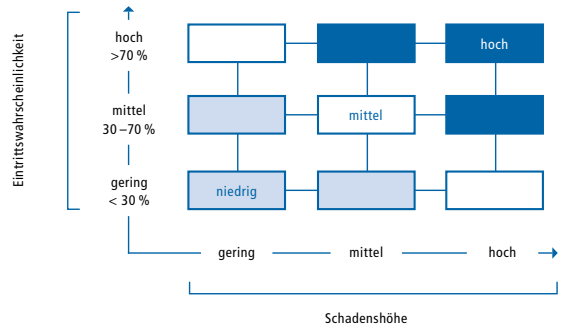 Eintrittswahrscheinlichkeit
hoch
>70 %
hoch
mittel
30–70 %
mittel
gering
< 30 %
niedrig
gering
mittel
hoch
Schadenshöhe